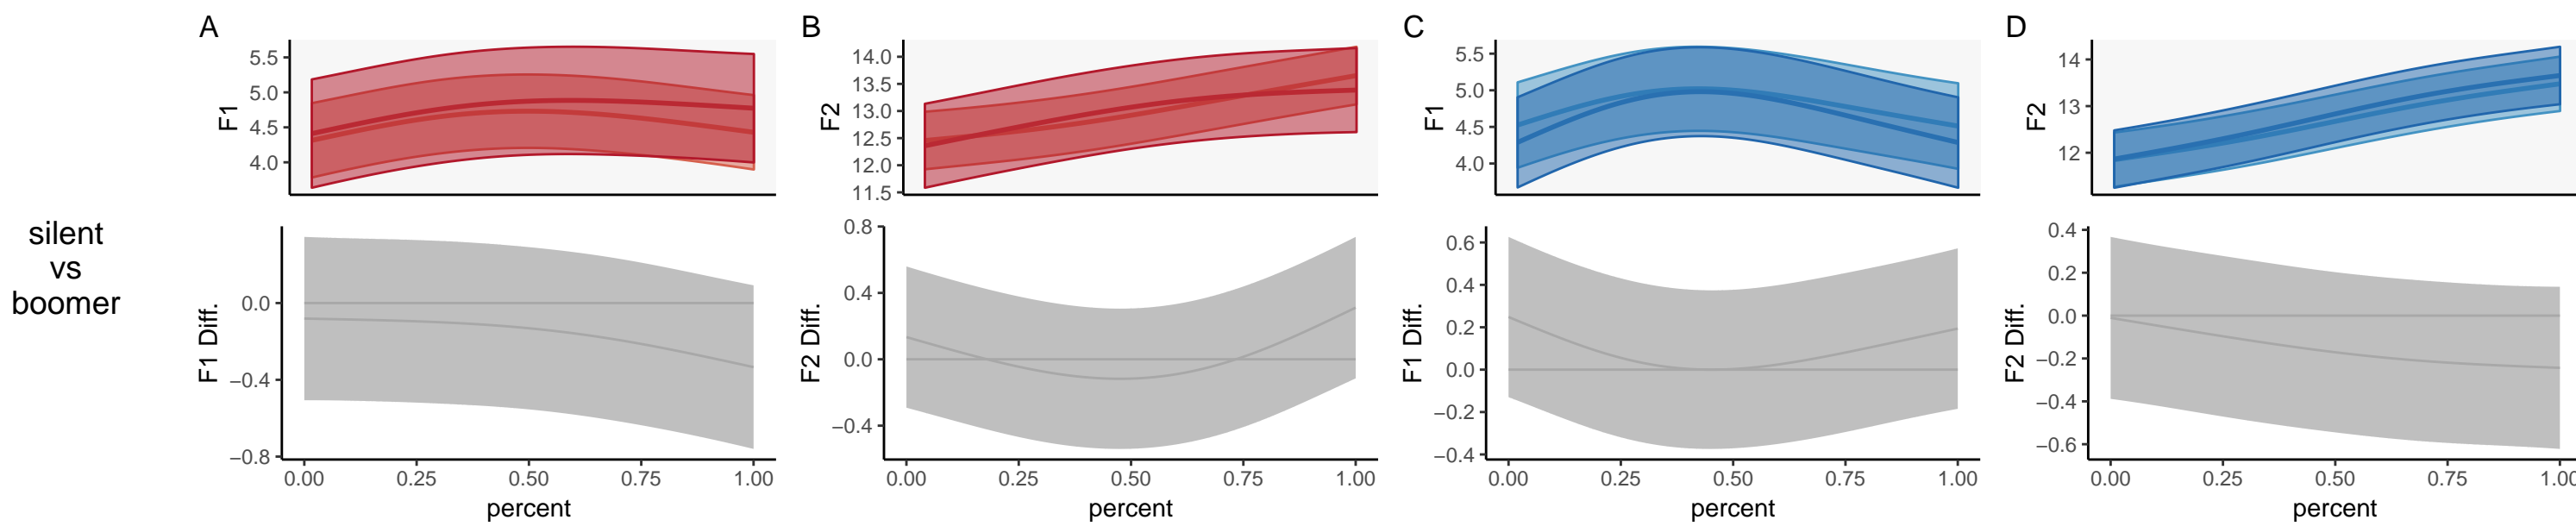 A
B
C
D
F1
5.5
5.0
4.5
4.0
F2
14.0
13.5
13.0
12.5
12.0
11.5
F1
5.5
5.0
4.5
4.0
F2
14
13
12
silent
vs
boomer
F1 Diff.
0.0
−0.4
−0.8
0.00 0.25 0.50 0.75 1.00
percent
F2 Diff.
0.8
0.4
0.0
−0.4
0.00 0.25 0.50 0.75 1.00
percent
F1 Diff.
0.6
0.4
0.2
0.0
−0.2
−0.4
0.00 0.25 0.50 0.75 1.00
percent
F2 Diff.
0.4
0.2
0.0
−0.2
−0.4
−0.6
0.00 0.25 0.50 0.75 1.00
percent